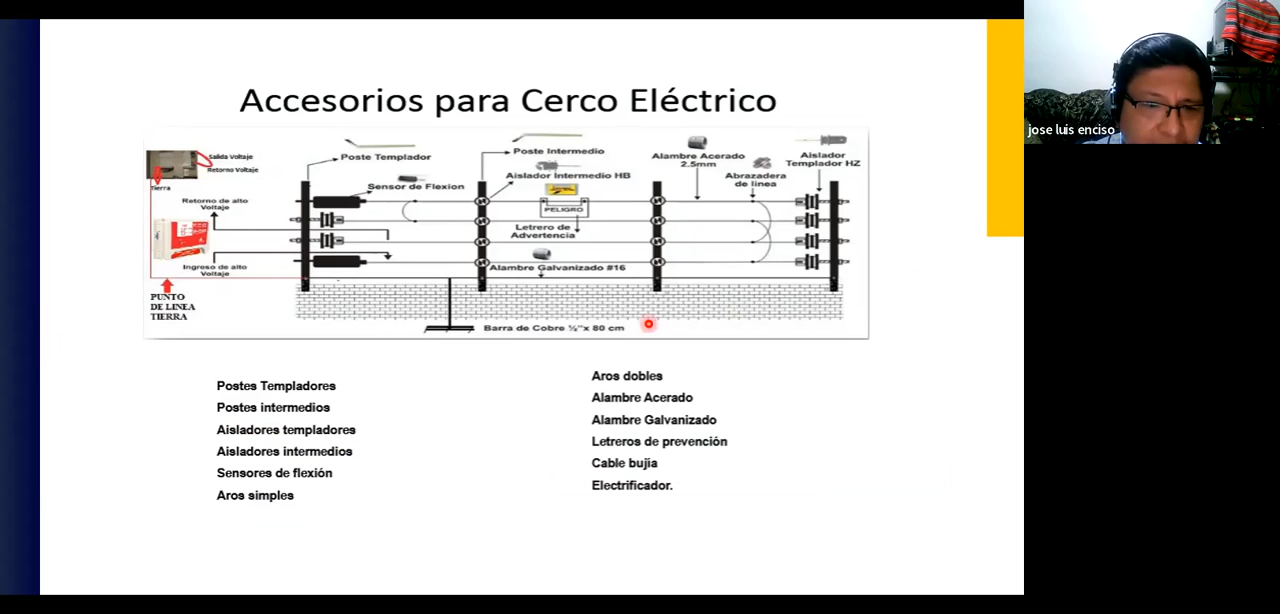 jose luis enciso
Accesorios para Cerco Eléctrico
Salida Voltaje
Retorno Voltaje
Tierra
Poste Templador
Poste Intermedio
Alambre Acerado
2.5mm
Aislador
Templador HZ
Sensor de Flexion
Aislador Intermedio HB
Abrazadera
de línea
Retorno de alto
Voltaje
PELIGRO
Letrero de
Advertencia
Ingreso de alto
Voltaje
Alambre Galvanizado #16
PUNTO
DE LINEA
TIERRA
Barra de Cobre ½"x 80 cm
Postes Templadores
Postes intermedios
Aisladores templadores
Aisladores intermedios
Sensores de flexión
Aros simples
Aros dobles
Alambre Acerado
Alambre Galvanizado
Letreros de prevención
Cable bujía
Electrificador.